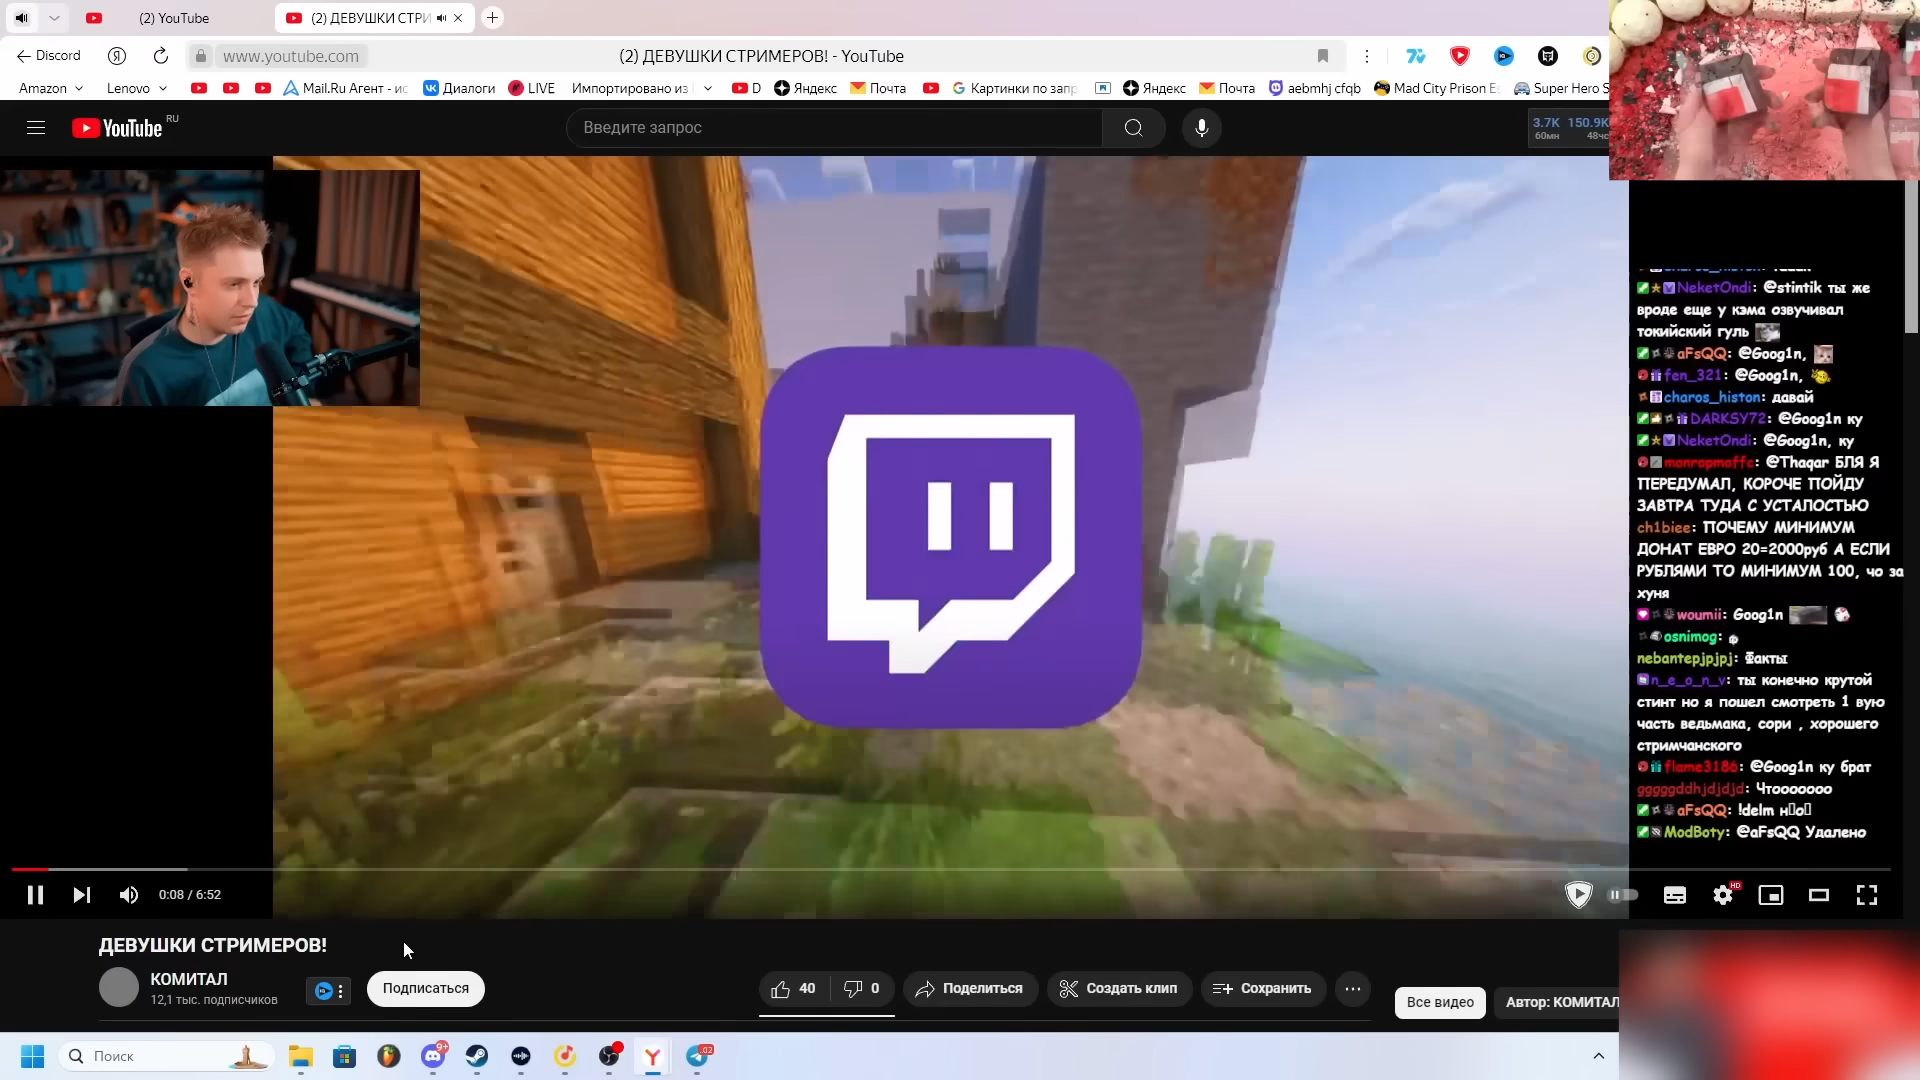 (2) YouTube
(2) ДЕВУШКИ СТРИ
Discord
www.youtube.com
(2) ДЕВУШКИ СТРИМЕРОВ! - YouTube
Amazon
Lenovo
Mail.Ru Агент - ис
Диалоги
LIVE
Импортировано из
D
Яндекс
Почта
Картинки по запр
Яндекс
Почта
aebmhj cfqb
Mad City Prison E
Super Hero S
YouTube RU
Введите запрос
3.7K 150.9K
60мн 48чс
NeketOndi: @stintik ты же
вроде еще у кэма озвучивал
токийский гуль
aFsQQ: @Goog1n,
fen_321: @Goog1n,
charos_histon: давай
DARKSY72: @Goog1n ку
NeketOndi: @Goog1n, ку
manropmaffc: @Thaqar БЛЯ Я
ПЕРЕДУМАЛ, КОРОЧЕ ПОЙДУ
ЗАВТРА ТУДА С УСТАЛОСТЬЮ
ch1biee: ПОЧЕМУ МИНИМУМ
ДОНАТ ЕВРО 20=2000руб А ЕСЛИ
РУБЛЯМИ ТО МИНИМУМ 100, чо за
хуня
woumii: Goog1n
osnimog: ф
nebantepjpjpj: Факты
n_e_o_n_v: ты конечно крутой
стинт но я пошел смотреть 1 вую
часть ведьмака, сори , хорошего
стримчанского
flame3186: @Goog1n ку брат
gggggddhjdjdjd: Чтооооооо
aFsQQ: !delm
ModBoty: @aFsQQ Удалено
0:08 / 6:52
HD
ДЕВУШКИ СТРИМЕРОВ!
КОМИТАЛ
12,1 тыс. подписчиков
Подписаться
40
0
Поделиться
Создать клип
Сохранить
Все видео
Автор: КОМИТАЛ
Поиск
9+
.02